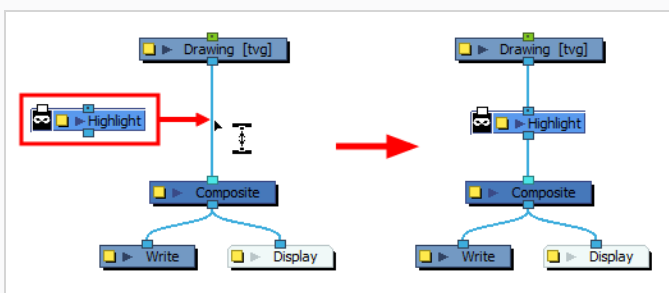 Drawing [tvg]
Highlight
Composite
Write
Display
Drawing [tvg]
Highlight
Composite
Write
Display